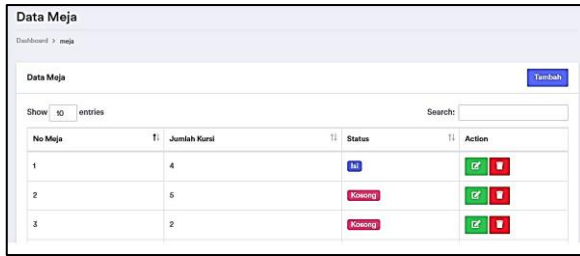 Data Meja
Dashboard > meja
Data Meja
Tambah
Show 10 entries
Search:
No Meja Jumlah Kursi Status Action
1 4 Isi
2 5 Kosong
3 2 Kosong